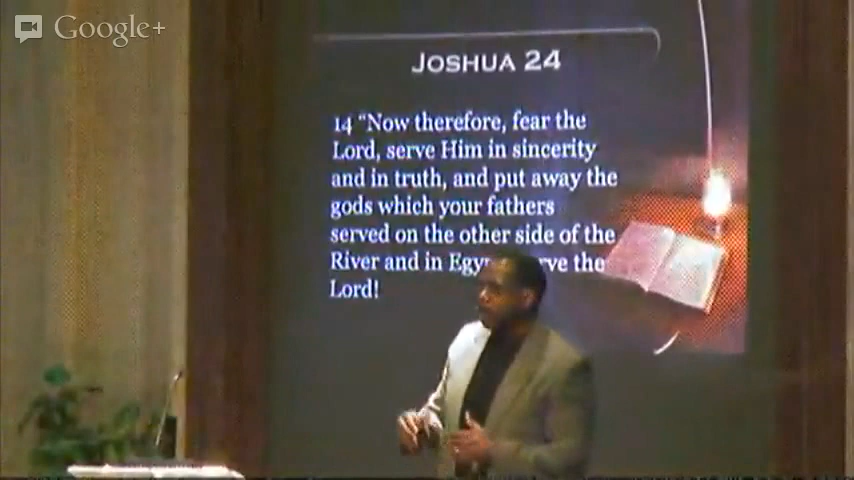 Google+
JOSHUA 24
14 "Now therefore, fear the
Lord, serve Him in sincerity
and in truth, and put away the
gods which your fathers
served on the other side of the
River and in the
Lord!